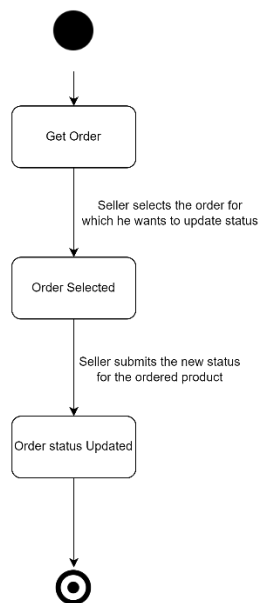 Get Order
Seller selects the order for
which he wants to update status
Order Selected
Seller submits the new status
for the ordered product
Order status Updated